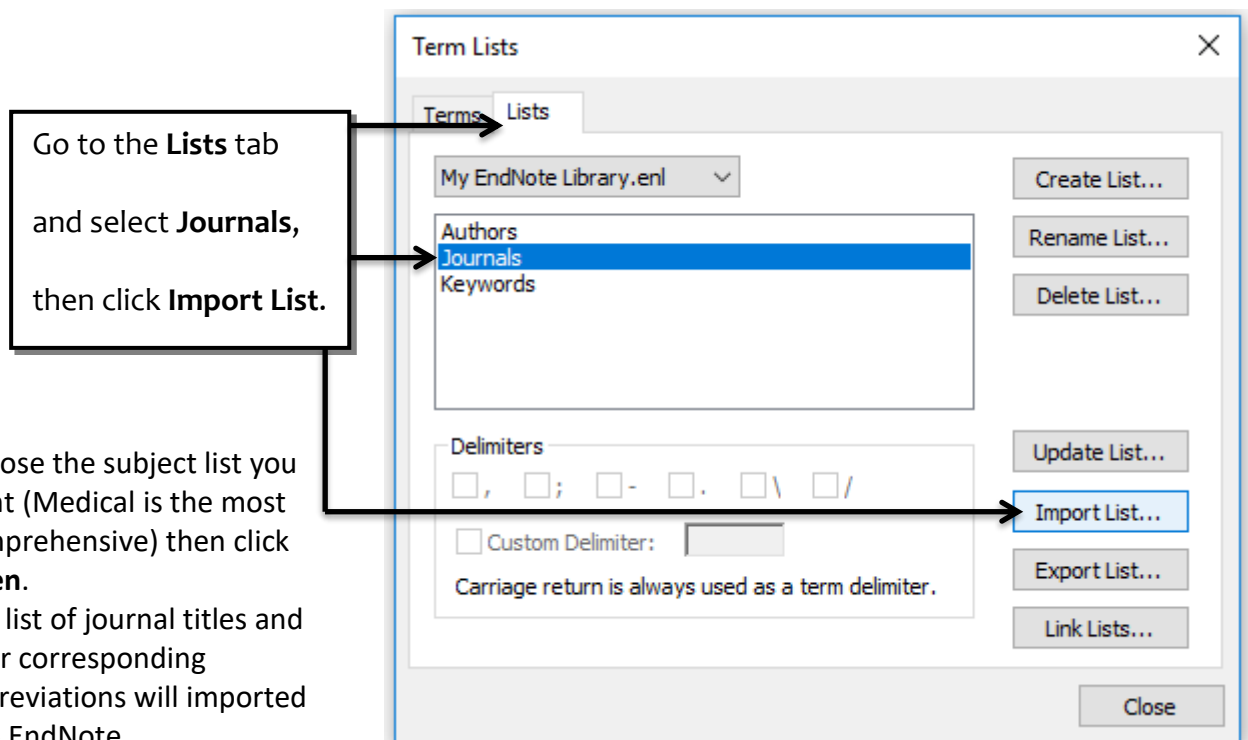 Term Lists
Terms Lists
Go to the Lists tab
and select Journals,
then click Import List.
My EndNote Library.enl
Create List...
Authors
Journals
Keywords
Rename List...
Delete List...
Delimiters
, ; - . \ /
Custom Delimiter:
Carriage return is always used as a term delimiter.
Update List...
Import List...
Export List...
Link Lists...
Close
ose the subject list you
t (Medical is the most
prehensive) then click
en.
list of journal titles and
r corresponding
reviations will imported
EndNote